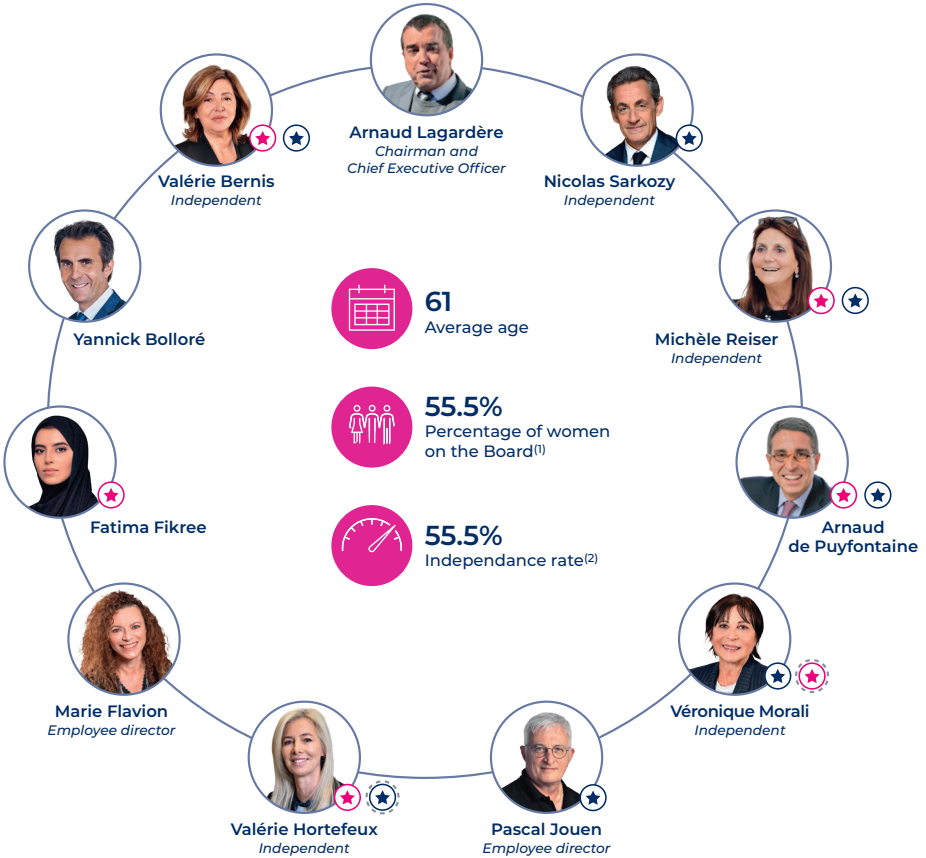 Arnaud Lagardère
Chairman and
Chief Executive Officer
Valérie Bernis
Independent
Nicolas Sarkozy
Independent
Yannick Bolloré
61
Average age
Michèle Reiser
Independent
55.5%
Percentage of women
on the Board(1)
Fatima Fikree
Arnaud
de Puyfontaine
55.5%
Independance rate(2)
Marie Flavion
Employee director
Véronique Morali
Independent
Valérie Hortefeux
Independent
Pascal Jouen
Employee director